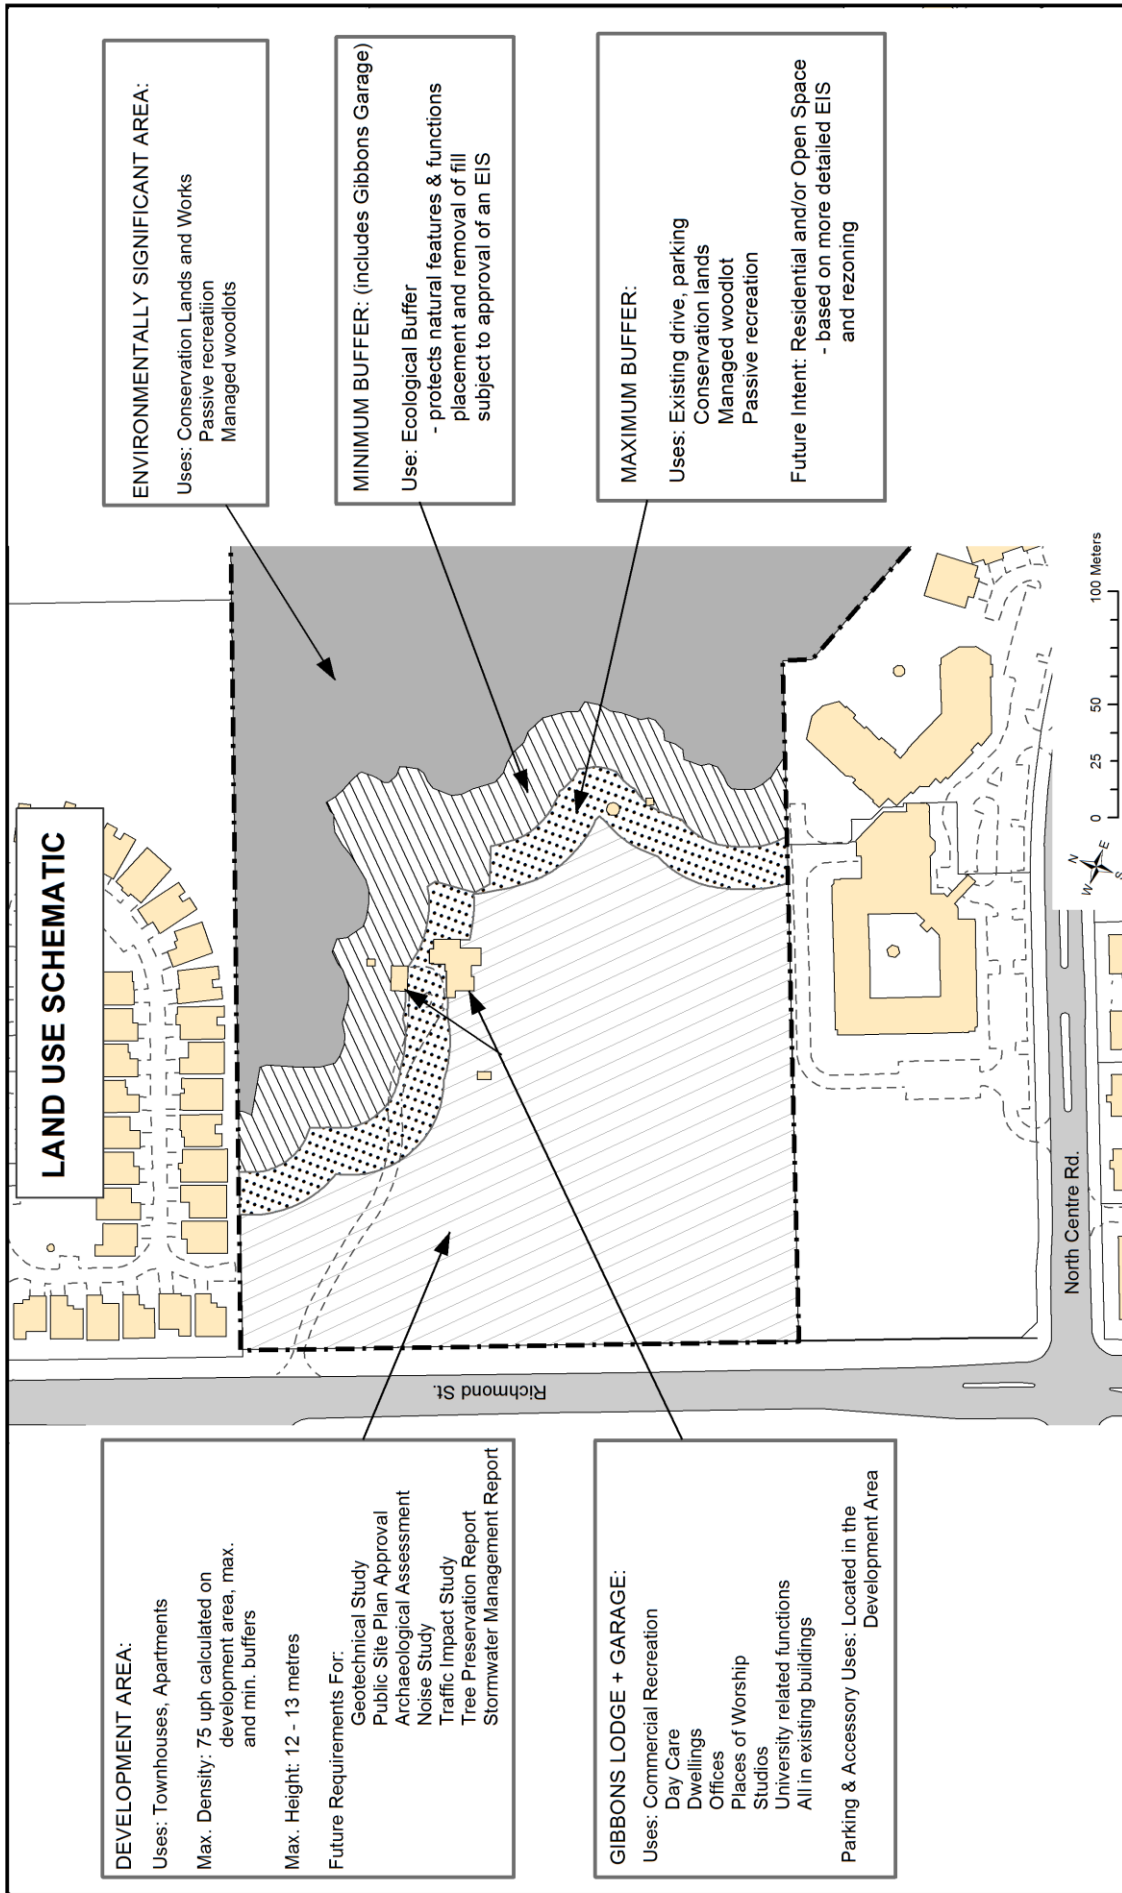 LAND USE SCHEMATIC
DEVELOPMENT AREA:
Uses: Townhouses, Apartments
Max. Density: 75 uph calculated on
development area, max.
and min. buffers
Max. Height: 12 - 13 metres
Future Requirements For:
Geotechnical Study
Public Site Plan Approval
Archaeological Assessment
Noise Study
Traffic Impact Study
Tree Preservation Report
Stormwater Management Report
GIBBONS LODGE + GARAGE:
Uses: Commercial Recreation
Day Care
Dwellings
Offices
Places of Worship
Studios
University related functions
All in existing buildings
Parking & Accessory Uses: Located in the
Development Area
ENVIRONMENTALLY SIGNIFICANT AREA:
Uses: Conservation Lands and Works
Passive recreatiion
Managed woodlots
MINIMUM BUFFER: (includes Gibbons Garage)
Use: Ecological Buffer
- protects natural features & functions
placement and removal of fill
subject to approval of an EIS
MAXIMUM BUFFER:
Uses: Existing drive, parking
Conservation lands
Managed woodlot
Passive recreation
Future Intent: Residential and/or Open Space
- based on more detailed EIS
and rezoning
Richmond St.
North Centre Rd.
N
W
E
S
0 25 50 100 Meters